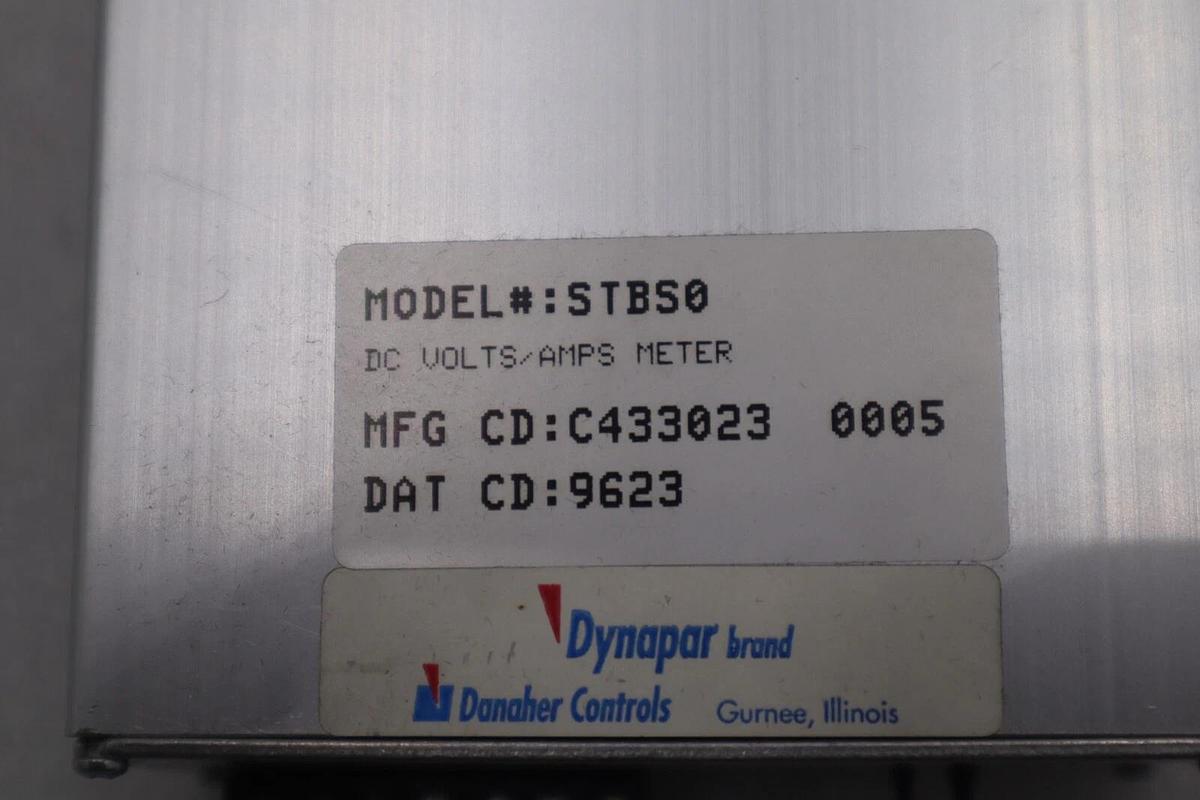 MODEL#:STBS0
DC VOLTS/AMPS METER
MFG CD:C433023 0005
DAT CD:9623
Dynapar brand
Danaher Controls Gurnee, Illinois